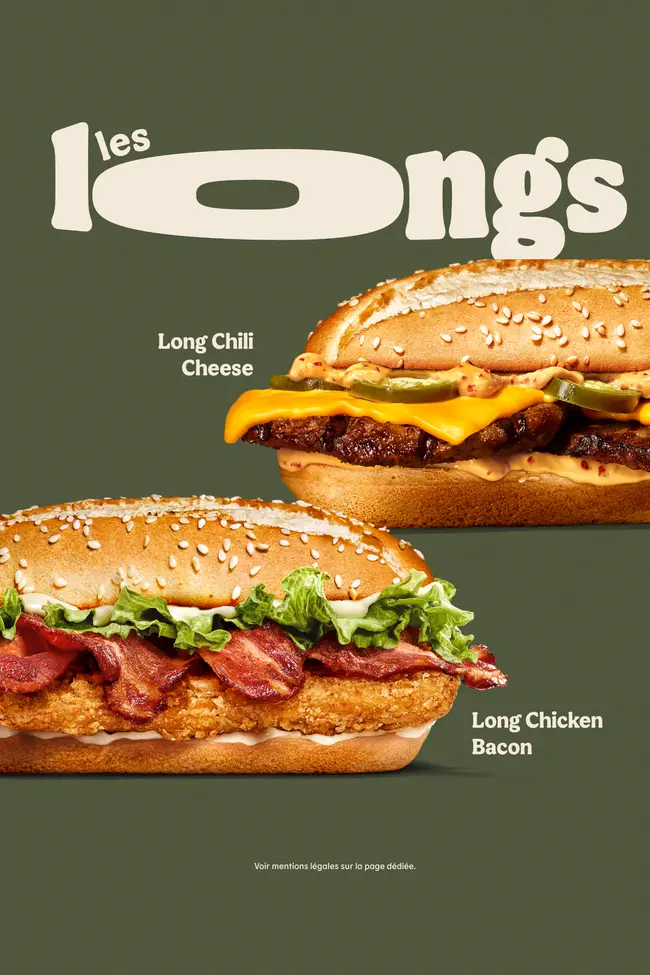 les
longs
Long Chili
Cheese
Long Chicken
Bacon
Voir mentions légales sur la page dédiée.